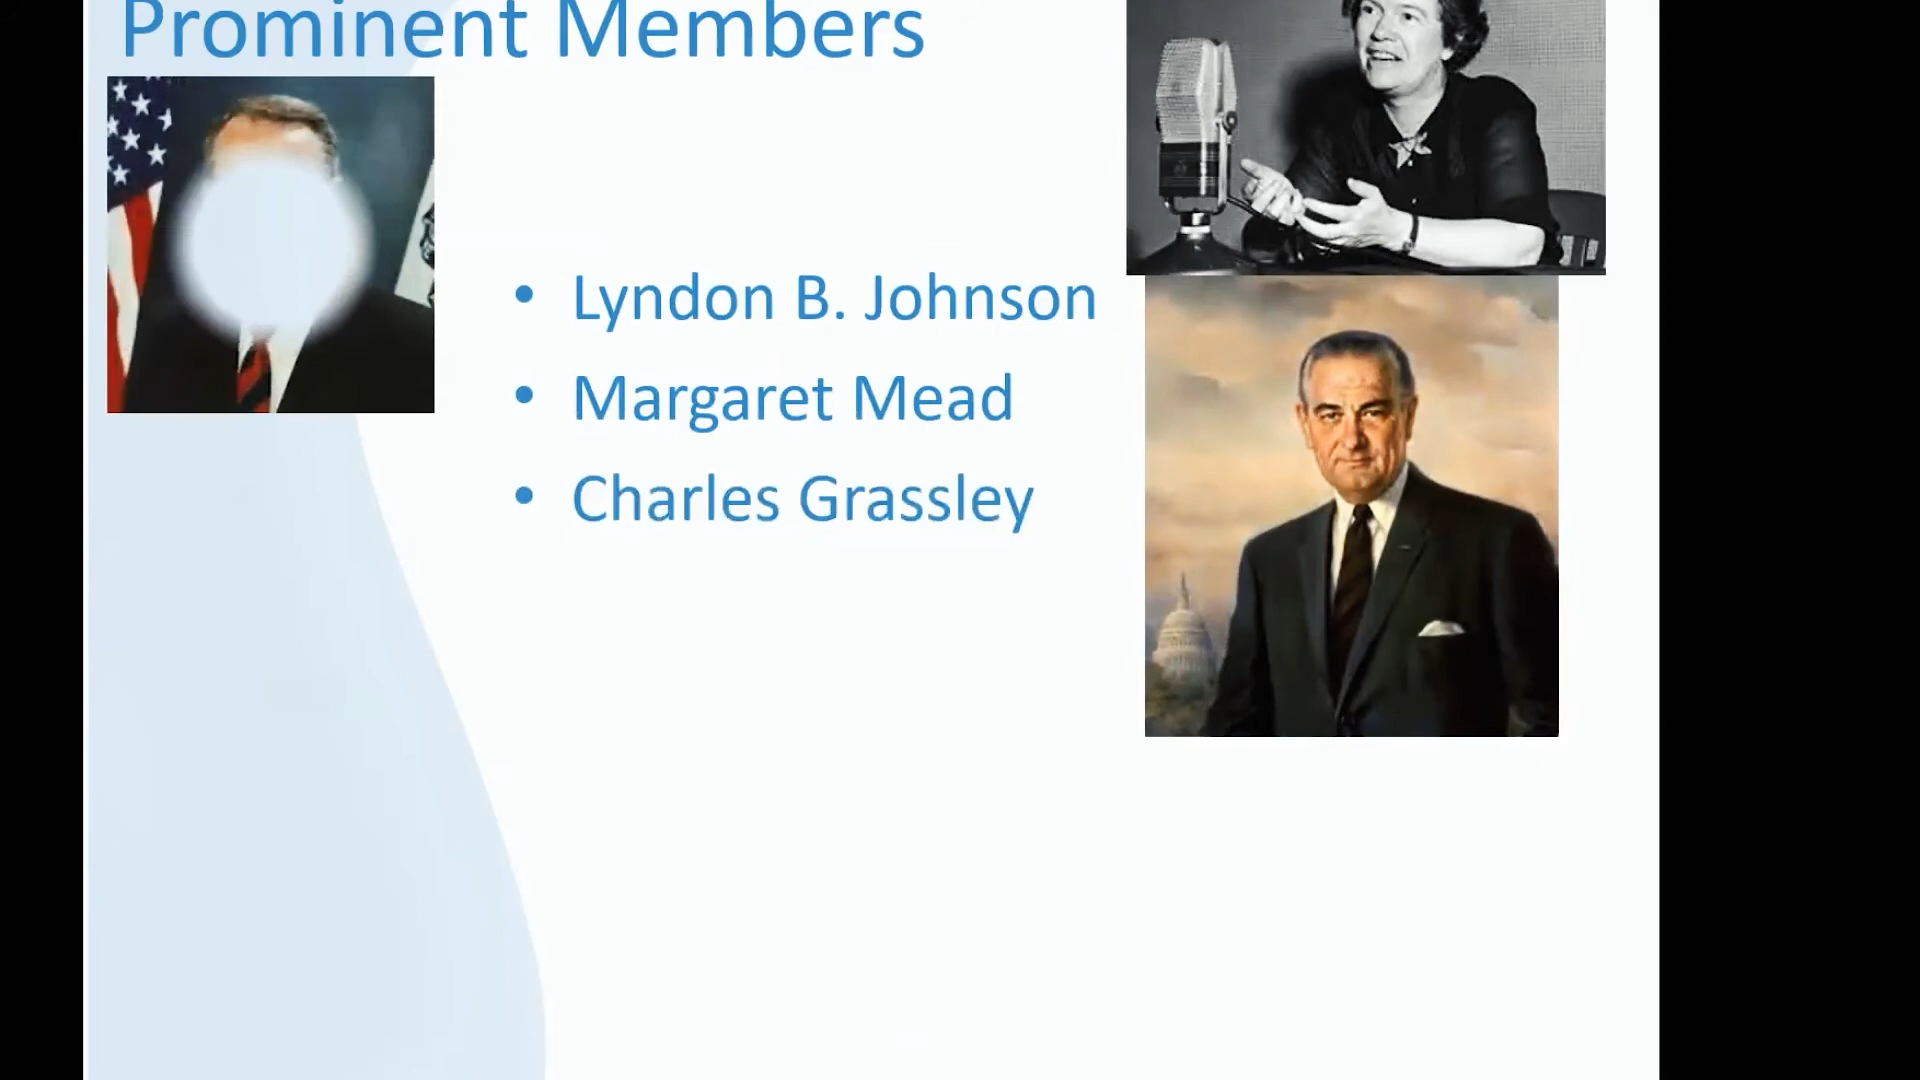 Prominent Members
• Lyndon B. Johnson
• Margaret Mead
• Charles Grassley